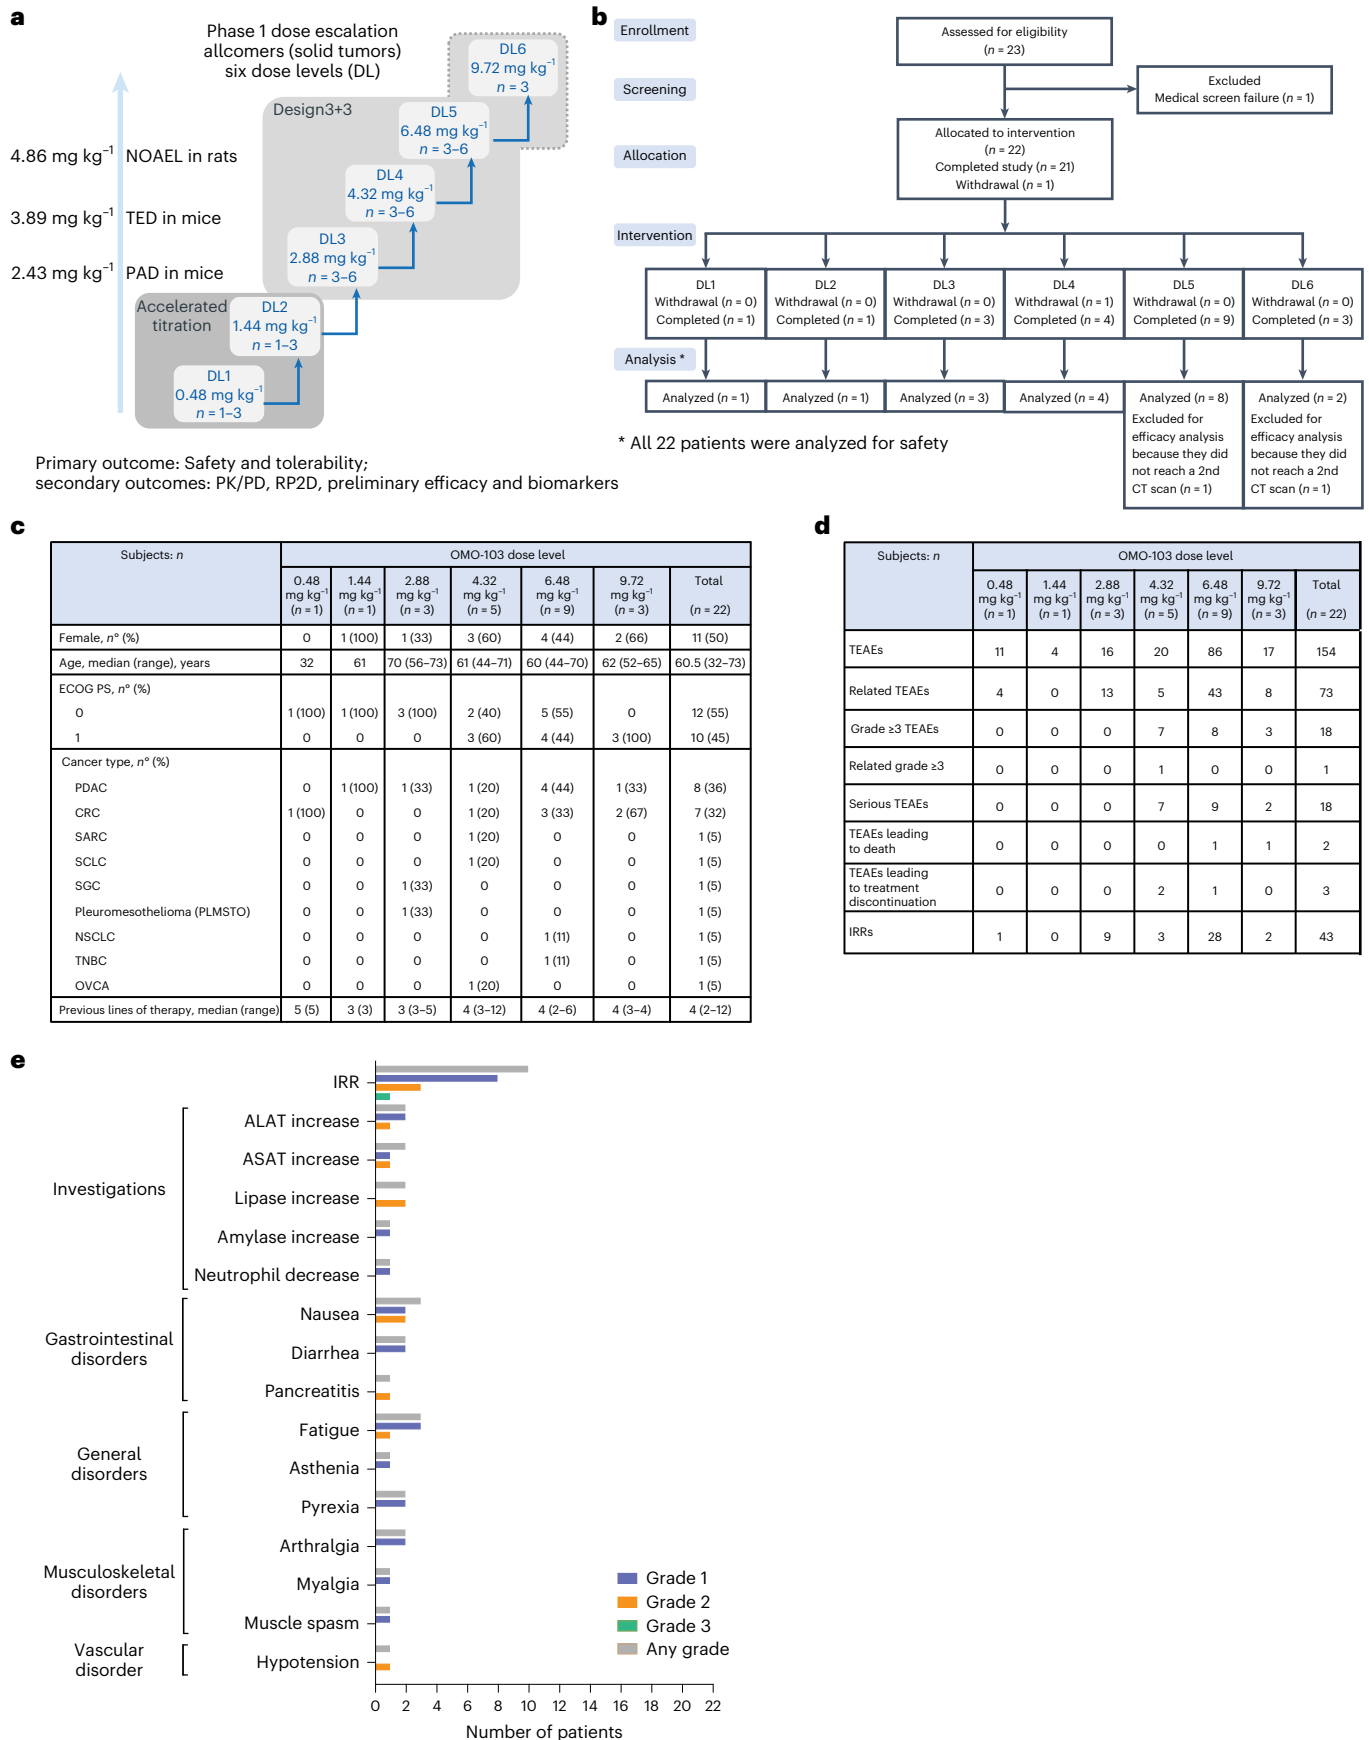 a
Phase 1 dose escalation
allcomers (solid tumors)
six dose levels (DL)
DL6
9.72 mg kg⁻¹
n = 3
Design3+3
DL5
6.48 mg kg⁻¹
n = 3–6
4.86 mg kg⁻¹ NOAEL in rats
DL4
4.32 mg kg⁻¹
n = 3–6
3.89 mg kg⁻¹ TED in mice
DL3
2.88 mg kg⁻¹
n = 3–6
2.43 mg kg⁻¹ PAD in mice
Accelerated
titration
DL2
1.44 mg kg⁻¹
n = 1–3
DL1
0.48 mg kg⁻¹
n = 1–3
Primary outcome: Safety and tolerability;
secondary outcomes: PK/PD, RP2D, preliminary efficacy and biomarkers
b
Enrollment
Assessed for eligibility
(n = 23)
Screening
Excluded
Medical screen failure (n = 1)
Allocation
Allocated to intervention
(n = 22)
Completed study (n = 21)
Withdrawal (n = 1)
Intervention
DL1
Withdrawal (n = 0)
Completed (n = 1)
DL2
Withdrawal (n = 0)
Completed (n = 1)
DL3
Withdrawal (n = 0)
Completed (n = 3)
DL4
Withdrawal (n = 1)
Completed (n = 4)
DL5
Withdrawal (n = 0)
Completed (n = 9)
DL6
Withdrawal (n = 0)
Completed (n = 3)
Analysis *
Analyzed (n = 1)
Analyzed (n = 1)
Analyzed (n = 3)
Analyzed (n = 4)
Analyzed (n = 8)
Excluded for
efficacy analysis
because they did
not reach a 2nd
CT scan (n = 1)
Analyzed (n = 2)
Excluded for
efficacy analysis
because they did
not reach a 2nd
CT scan (n = 1)
* All 22 patients were analyzed for safety
c
Subjects: n OMO-103 dose level
0.48 mg kg⁻¹ (n = 1) 1.44 mg kg⁻¹ (n = 1) 2.88 mg kg⁻¹ (n = 3) 4.32 mg kg⁻¹ (n = 5) 6.48 mg kg⁻¹ (n = 9) 9.72 mg kg⁻¹ (n = 3) Total (n = 22)
Female, nº (%) 0 1 (100) 1 (33) 3 (60) 4 (44) 2 (66) 11 (50)
Age, median (range), years 32 61 70 (56–73) 61 (44–71) 60 (44–70) 62 (52–65) 60.5 (32–73)
ECOG PS, nº (%)
0 1 (100) 1 (100) 3 (100) 2 (40) 5 (55) 0 12 (55)
1 0 0 0 3 (60) 4 (44) 3 (100) 10 (45)
Cancer type, nº (%)
PDAC 0 1 (100) 1 (33) 1 (20) 4 (44) 1 (33) 8 (36)
CRC 1 (100) 0 0 1 (20) 3 (33) 2 (67) 7 (32)
SARC 0 0 0 1 (20) 0 0 1 (5)
SCLC 0 0 0 1 (20) 0 0 1 (5)
SGC 0 0 1 (33) 0 0 0 1 (5)
Pleuromesothelioma (PLMSTO) 0 0 1 (33) 0 0 0 1 (5)
NSCLC 0 0 0 0 1 (11) 0 1 (5)
TNBC 0 0 0 0 1 (11) 0 1 (5)
OVCA 0 0 0 1 (20) 0 0 1 (5)
Previous lines of therapy, median (range) 5 (5) 3 (3) 3 (3–5) 4 (3–12) 4 (2–6) 4 (3–4) 4 (2–12)
d
Subjects: n OMO-103 dose level
0.48 mg kg⁻¹ (n = 1) 1.44 mg kg⁻¹ (n = 1) 2.88 mg kg⁻¹ (n = 3) 4.32 mg kg⁻¹ (n = 5) 6.48 mg kg⁻¹ (n = 9) 9.72 mg kg⁻¹ (n = 3) Total (n = 22)
TEAEs 11 4 16 20 86 17 154
Related TEAEs 4 0 13 5 43 8 73
Grade ≥3 TEAEs 0 0 0 7 8 3 18
Related grade ≥3 0 0 0 1 0 0 1
Serious TEAEs 0 0 0 7 9 2 18
TEAEs leading
to death 0 0 0 0 1 1 2
TEAEs leading
to treatment
discontinuation 0 0 0 2 1 0 3
IRRs 1 0 9 3 28 2 43
e
IRR
Investigations
ALAT increase
ASAT increase
Lipase increase
Amylase increase
Neutrophil decrease
Gastrointestinal
disorders
Nausea
Diarrhea
Pancreatitis
General
disorders
Fatigue
Asthenia
Pyrexia
Musculoskeletal
disorders
Arthralgia
Myalgia
Muscle spasm
Vascular
disorder
Hypotension
Grade 1
Grade 2
Grade 3
Any grade
0 2 4 6 8 10 12 14 16 18 20 22
Number of patients